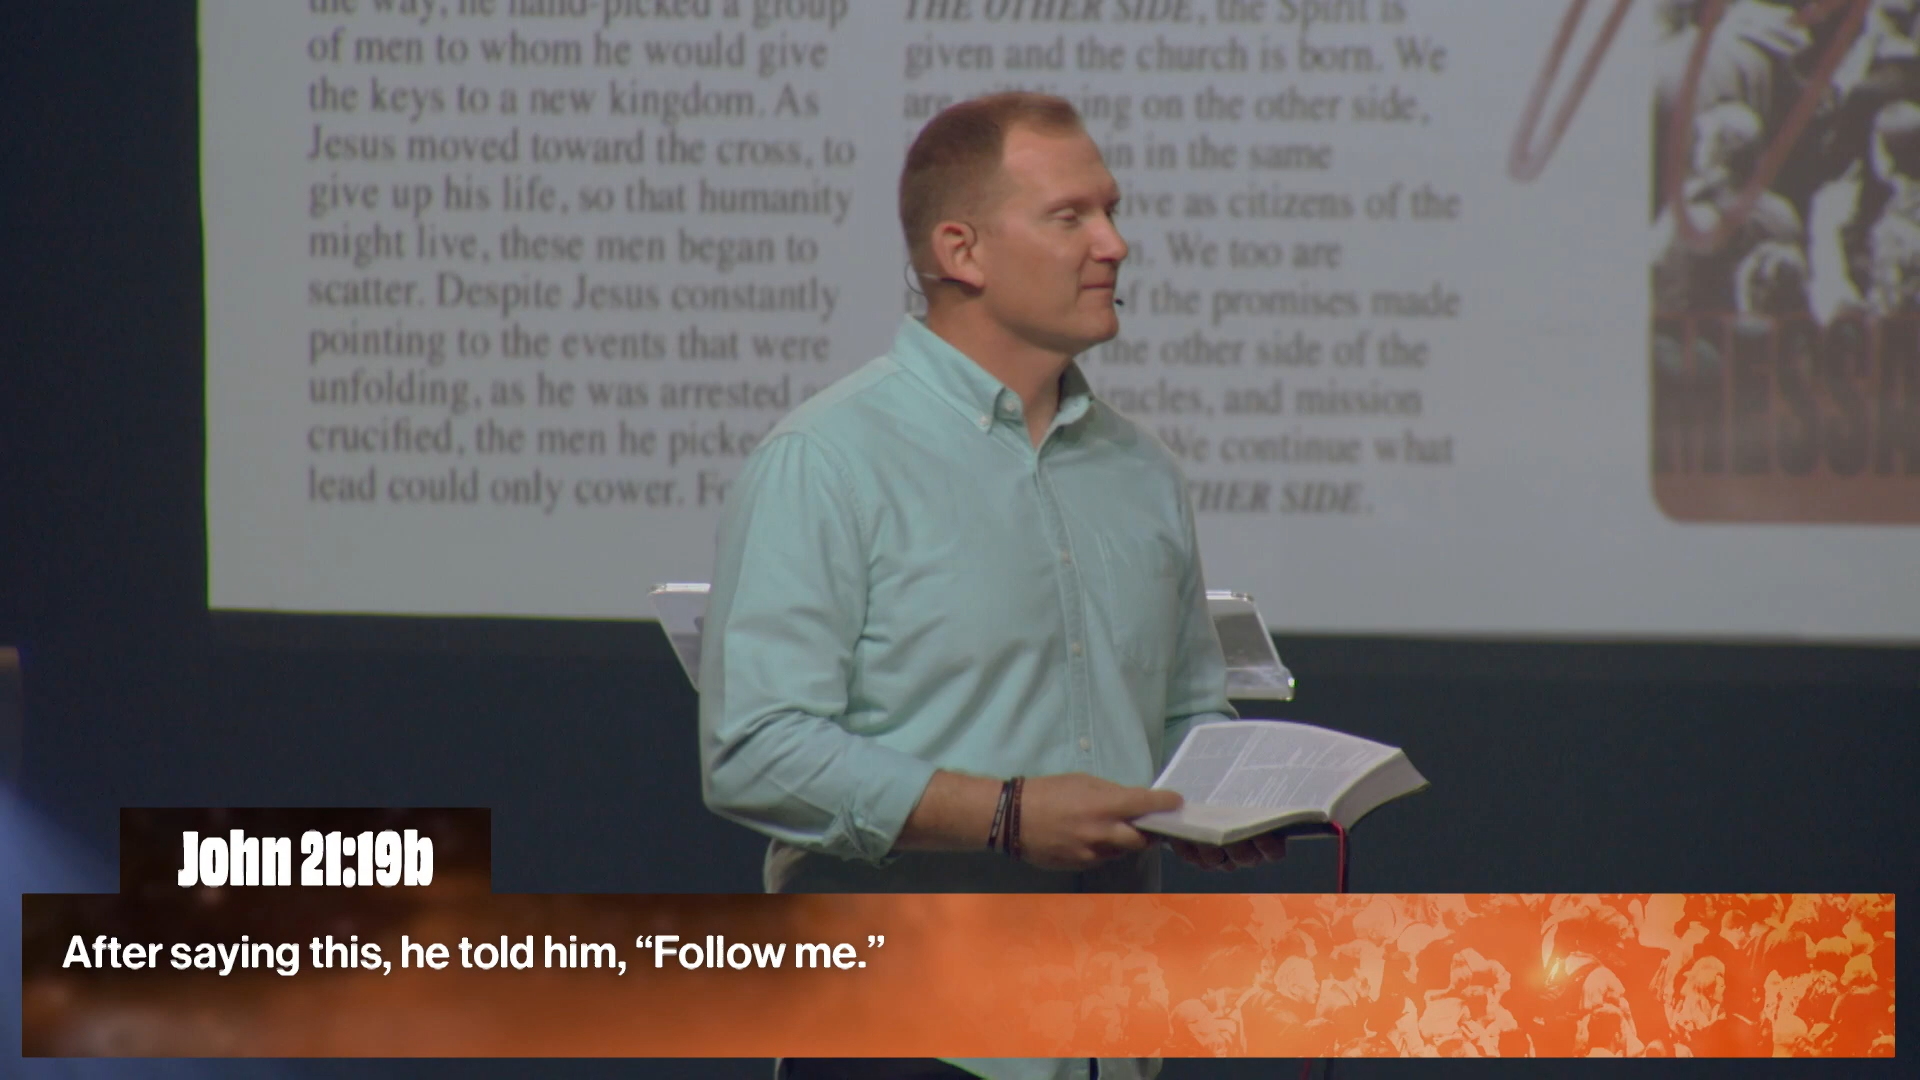 the way, he hand-picked a group
of men to whom he would give
the keys to a new kingdom. As
Jesus moved toward the cross, to
give up his life, so that humanity
might live, these men began to
scatter. Despite Jesus constantly
pointing to the events that were
unfolding, as he was arrested
crucified, the men he picke
lead could only cower.
THE OTHER SIDE, the Spirit is
given and the church is born. We
are on the other side,
in the same
as citizens of the
We too are
f the promises made
the other side of the
and mission
We continue what
THER SIDE.
MESS
John 21:19b
After saying this, he told him, “Follow me.”